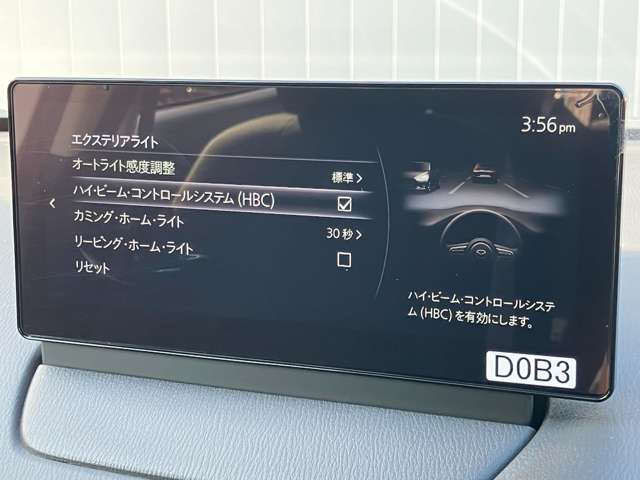 3:56pm
エクステリアライト
オートライト感度調整 標準
ハイ・ビーム・コントロールシステム(HBC)
カミング・ホーム・ライト 30秒
リービング・ホーム・ライト
リセット
ハイ・ビーム・コントロールシステ
ム(HBC)を有効にします。
D0B3